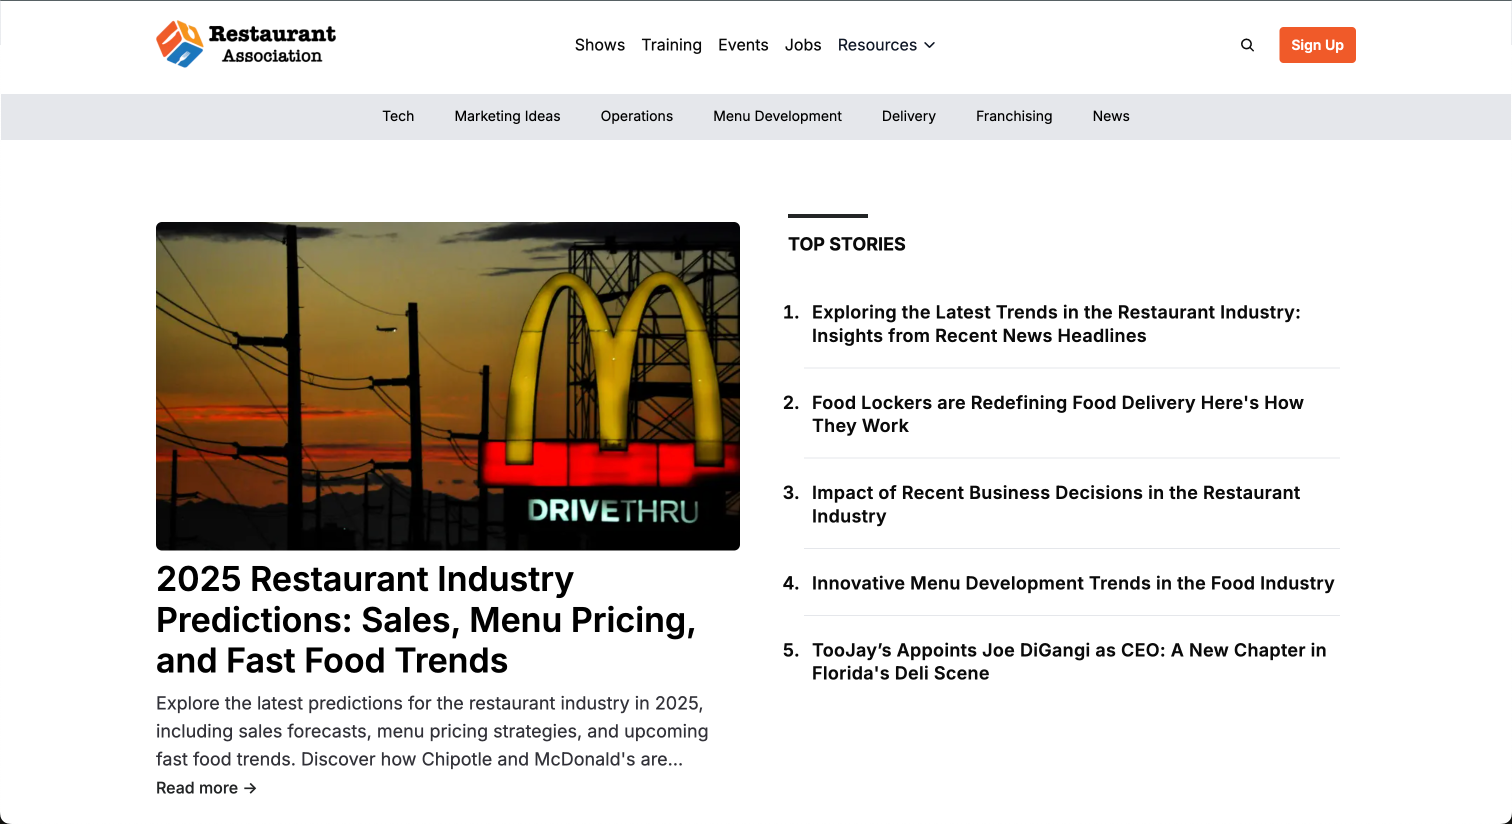 Restaurant
Association
Shows
Training
Events
Jobs
Resources
Sign Up
Tech
Marketing Ideas
Operations
Menu Development
Delivery
Franchising
News
DRIVETHRU
2025 Restaurant Industry
Predictions: Sales, Menu Pricing,
and Fast Food Trends
Explore the latest predictions for the restaurant industry in 2025,
including sales forecasts, menu pricing strategies, and upcoming
fast food trends. Discover how Chipotle and McDonald's are...
Read more →
TOP STORIES
1. Exploring the Latest Trends in the Restaurant Industry:
Insights from Recent News Headlines
2. Food Lockers are Redefining Food Delivery Here's How
They Work
3. Impact of Recent Business Decisions in the Restaurant
Industry
4. Innovative Menu Development Trends in the Food Industry
5. TooJay’s Appoints Joe DiGangi as CEO: A New Chapter in
Florida's Deli Scene